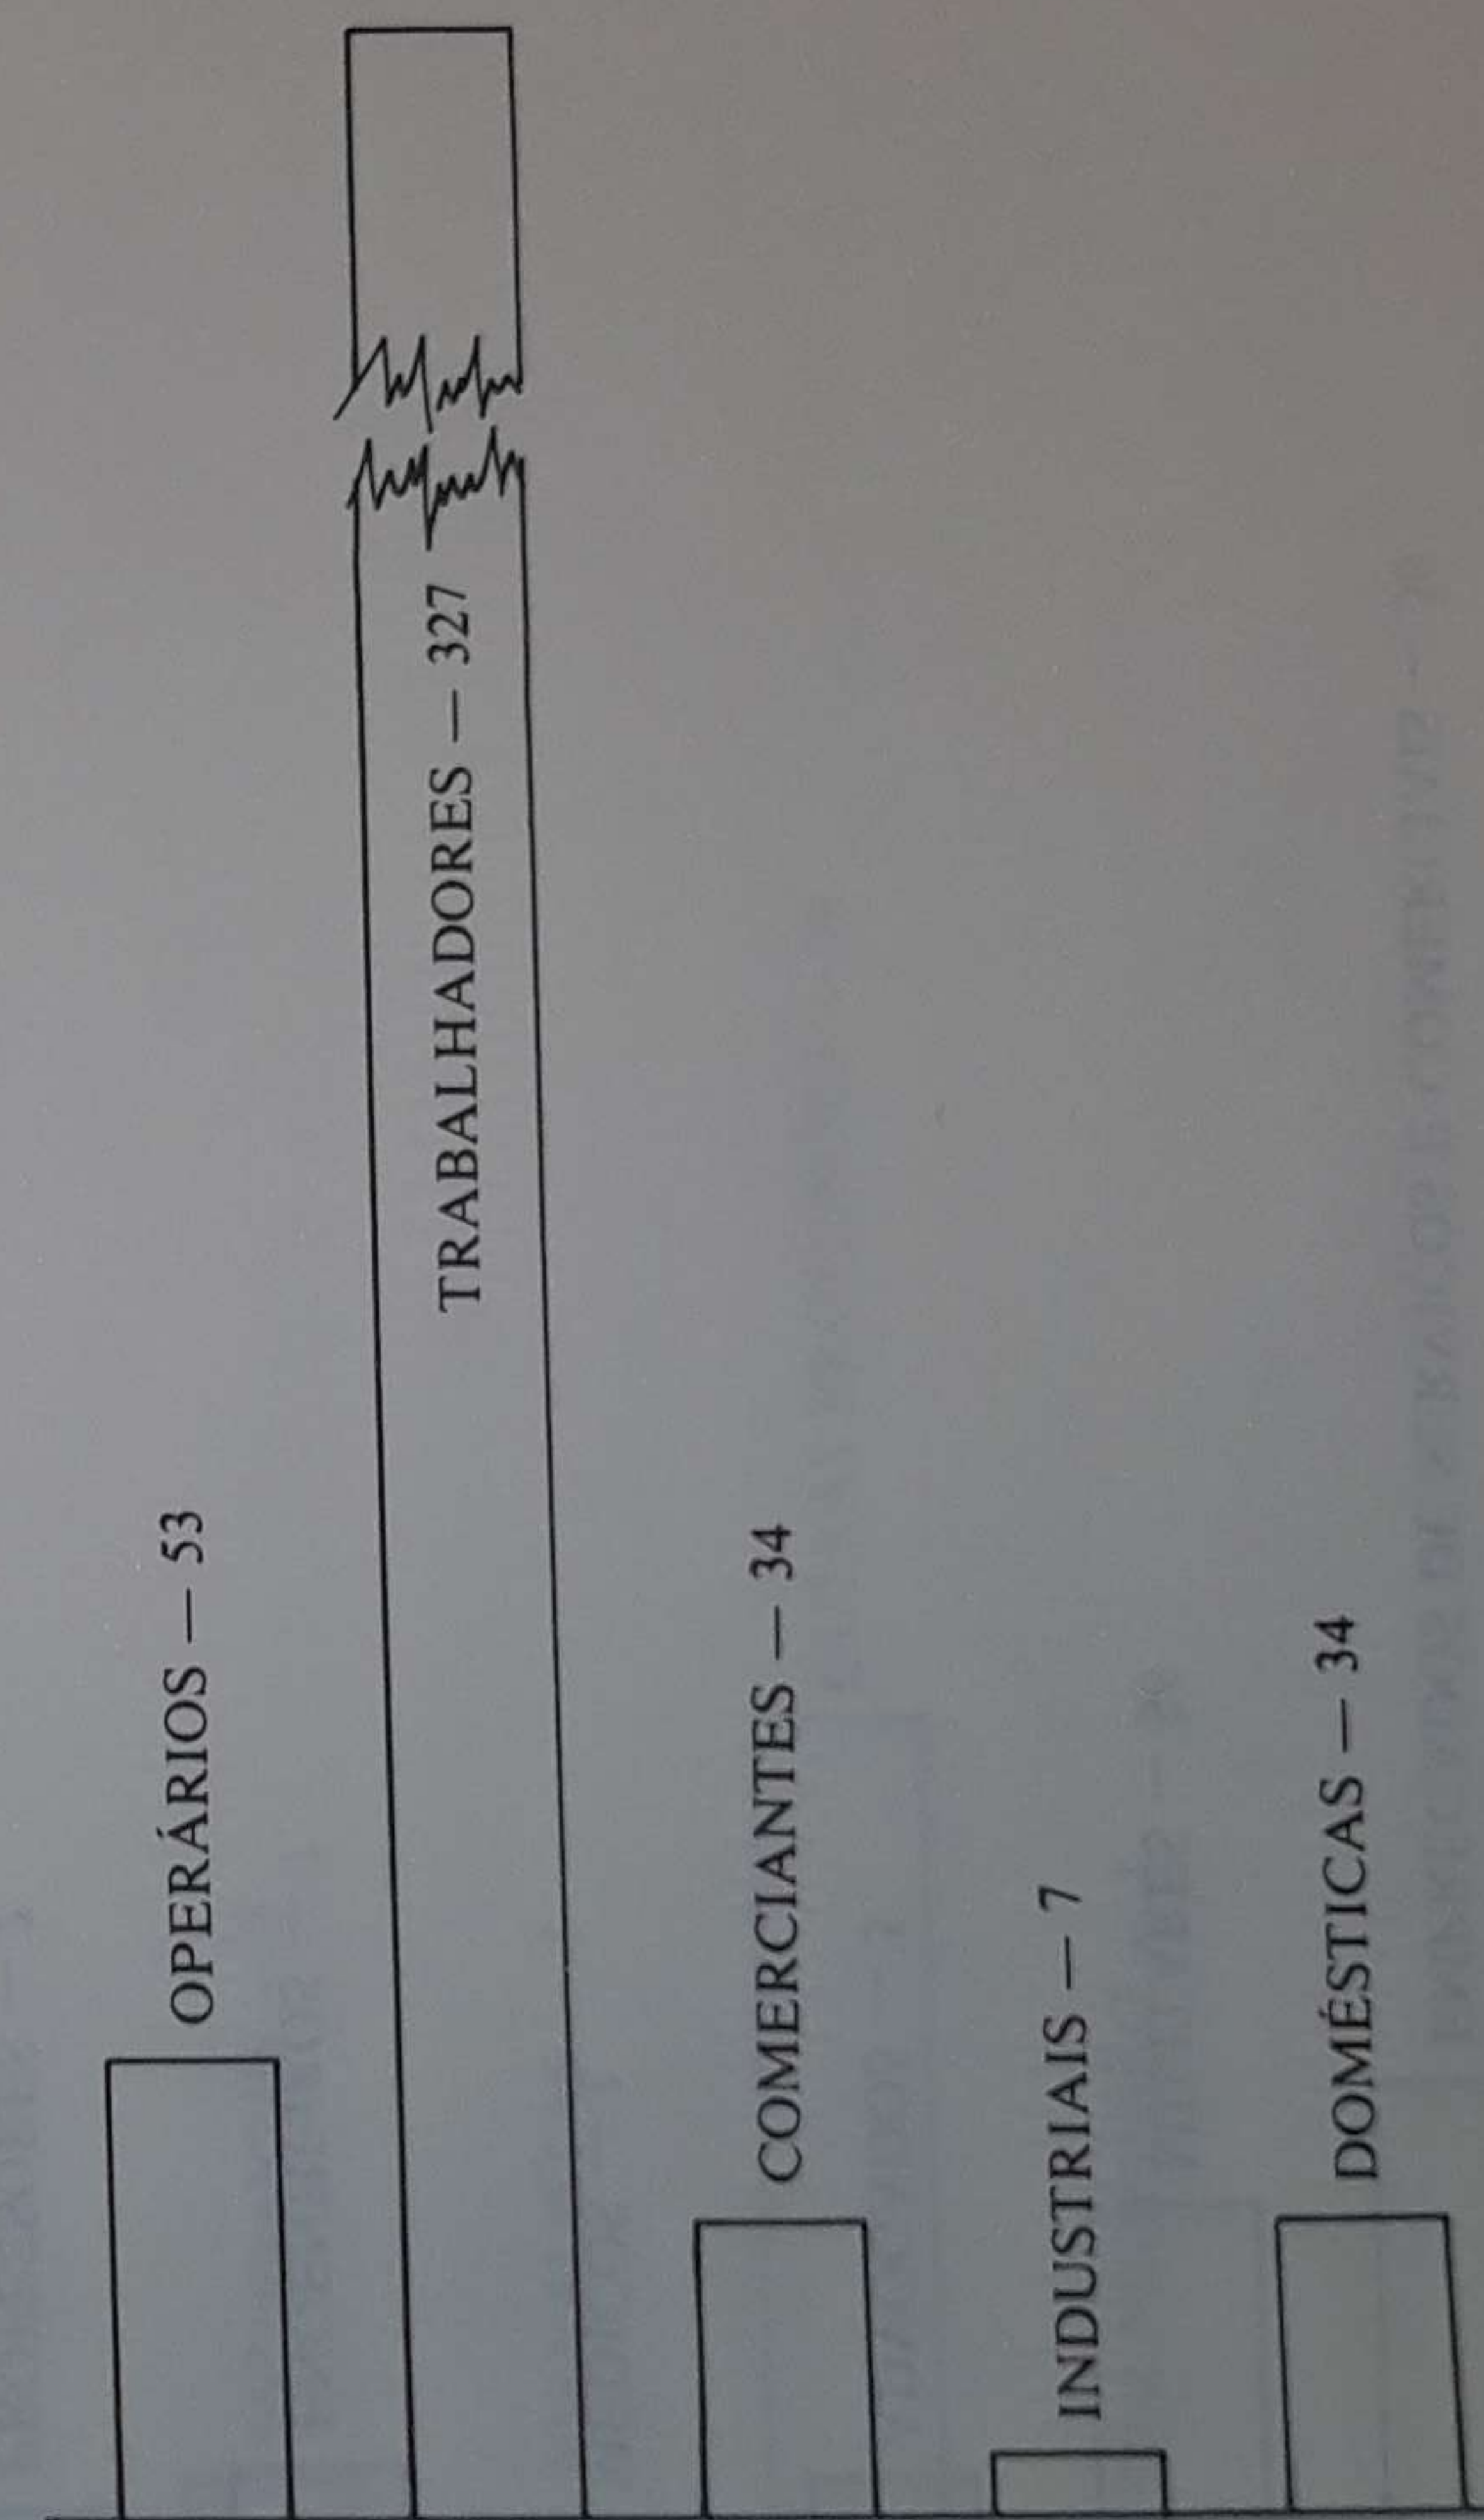 OPERÁRIOS — 53
TRABALHADORES — 327
COMERCIANTES — 34
INDUSTRIAIS — 7
DOMÉSTICAS — 34